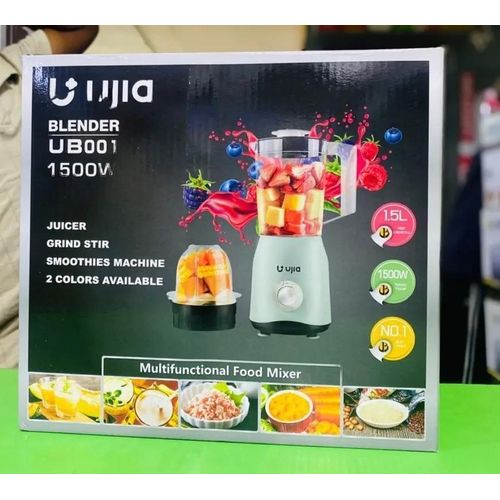 UJIA
BLENDER
UB001
1500W
JUICER
GRIND STIR
SMOOTHIES MACHINE
2 COLORS AVAILABLE
UJIA
1.5L
1500W
NO.1
Multifunctional Food Mixer